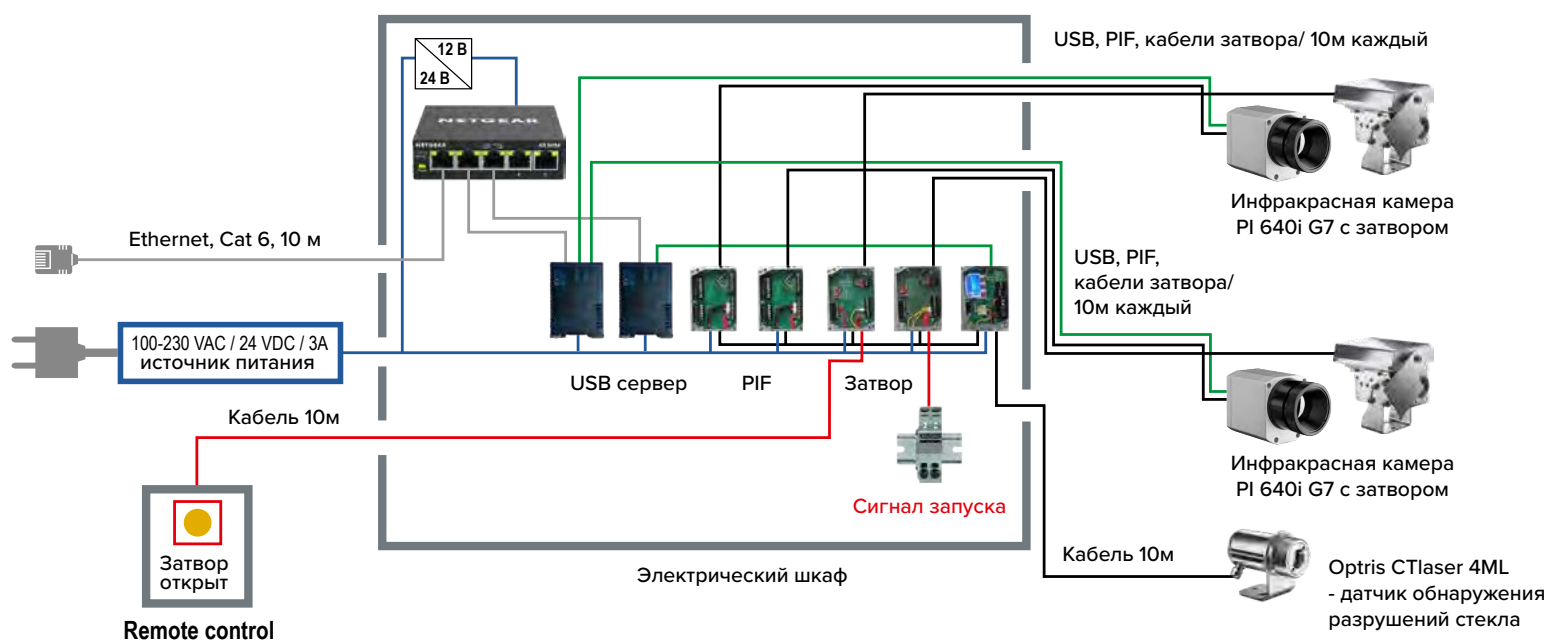 USB, PIF, кабели затвора/ 10м каждый
12 В
24 В
NETGEAR
NETGEAR
Инфракрасная камера
PI 640i G7 с затвором
Ethernet, Cat 6, 10 м
USB, PIF,
кабели затвора/
10м каждый
100-230 VAC / 24 VDC / 3A
источник питания
USB сервер
PIF
Затвор
Кабель 10м
Инфракрасная камера
PI 640i G7 с затвором
Сигнал запуска
Затвор
открыт
Remote control
Электрический шкаф
Кабель 10м
Optris CTlaser 4ML
- датчик обнаружения
разрушений стекла